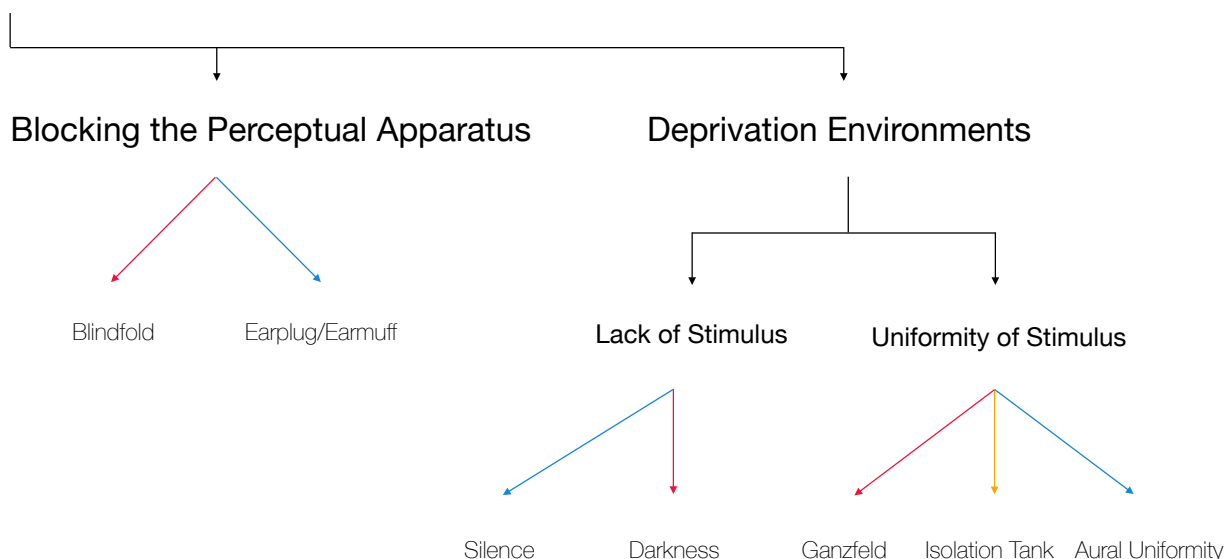 Blocking the Perceptual Apparatus
Deprivation Environments
Blindfold
Earplug/Earmuff
Lack of Stimulus
Uniformity of Stimulus
Silence
Darkness
Ganzfeld
Isolation Tank
Aural Uniformity